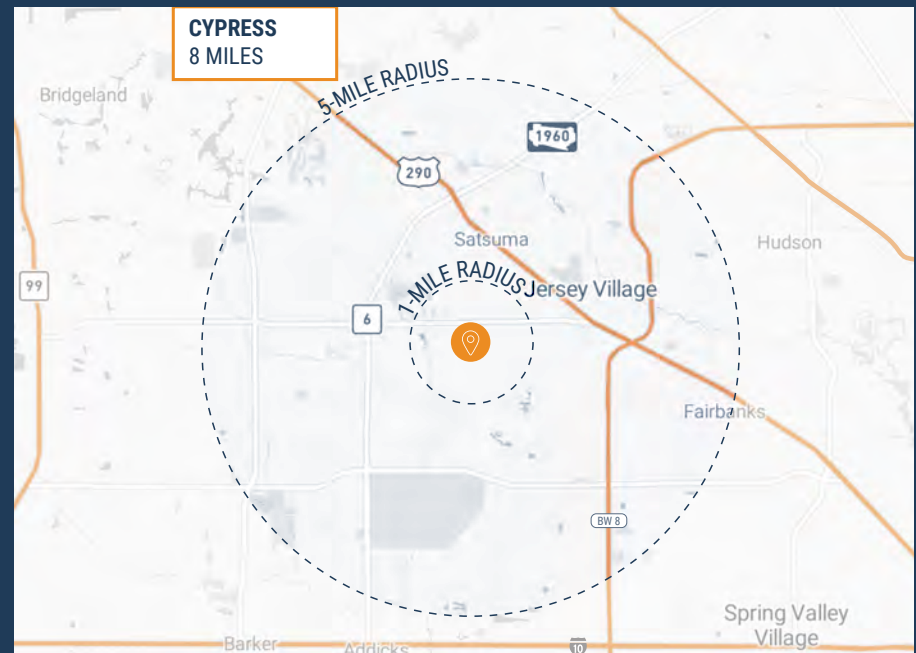 CYPRESS
8 MILES
5-MILE RADIUS
Bridgeland
1960
290
Satsuma
Hudson
1-MILE RADIUS
Jersey Village
99
6
Fairbanks
BW 8
Spring Valley
Village
Barker
Addicks
10